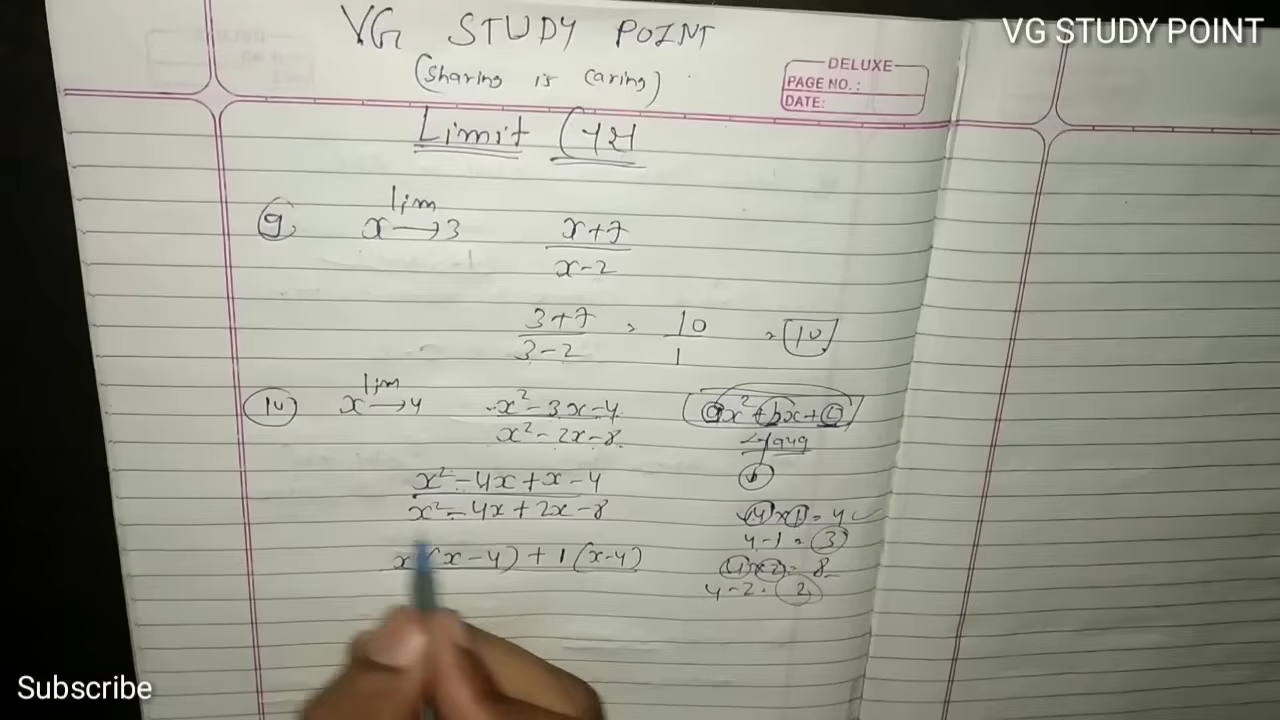 VG STUDY POINT
VG STUDY POINT
(Sharing is Caring)
DELUXE
PAGE NO.:
DATE:
Limit
9 lim x→3 x+7 / x-2
3+7 / 3-2 = 10 / 1 = 10
10 lim x→4 x²-3x-4 / x²-2x-8 ax²+bx+c
b
x²-4x+x-4 / x²-4x+2x-8
4×1=4
4-1=3
x(x-4)+1(x-4)
4×2=8
4-2=2
Subscribe